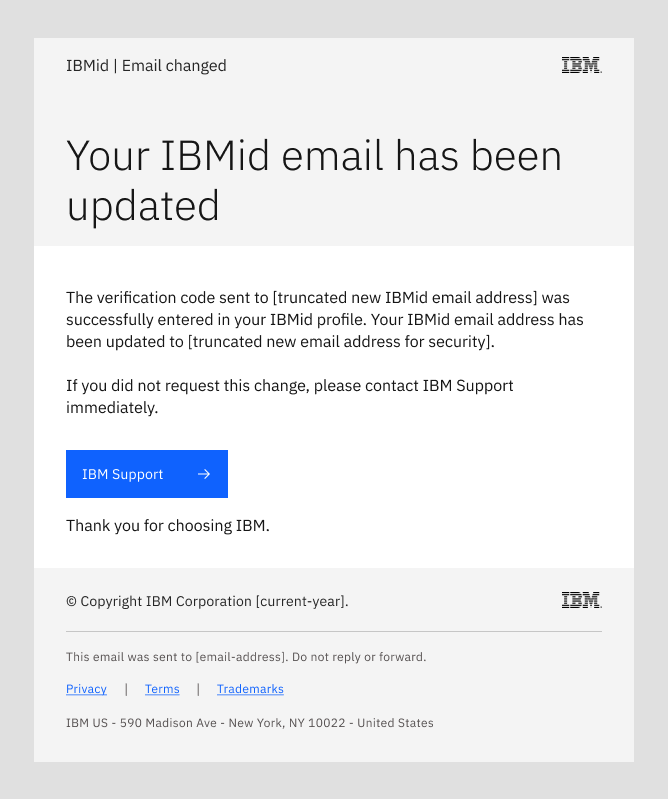 IBMid | Email changed
IBM
Your IBMid email has been
updated
The verification code sent to [truncated new IBMid email address] was
successfully entered in your IBMid profile. Your IBMid email address has
been updated to [truncated new email address for security].
If you did not request this change, please contact IBM Support
immediately.
IBM Support →
Thank you for choosing IBM.
© Copyright IBM Corporation [current-year].
IBM
This email was sent to [email-address]. Do not reply or forward.
Privacy | Terms | Trademarks
IBM US - 590 Madison Ave - New York, NY 10022 - United States